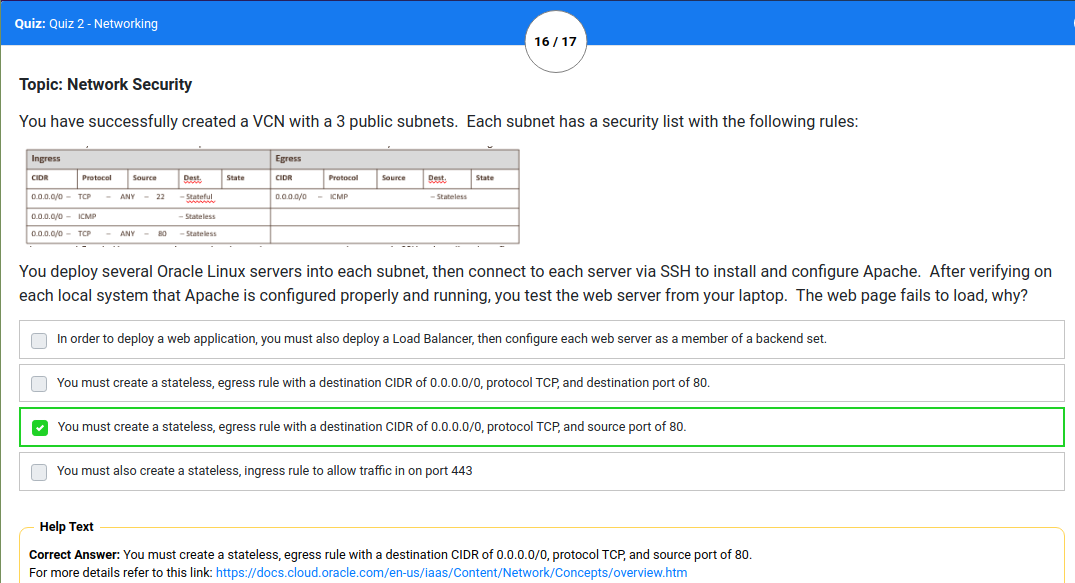 Quiz: Quiz 2 - Networking
16 / 17
Topic: Network Security
You have successfully created a VCN with a 3 public subnets.  Each subnet has a security list with the following rules:
Ingress Egress
CIDR Protocol Source Dest. State CIDR Protocol Source Dest. State
0.0.0.0/0 – TCP – ANY – 22 – Stateful 0.0.0.0/0 – ICMP – Stateless
0.0.0.0/0 – ICMP – Stateless
0.0.0.0/0 – TCP – ANY – 80 – Stateless
You deploy several Oracle Linux servers into each subnet, then connect to each server via SSH to install and configure Apache.  After verifying on
each local system that Apache is configured properly and running, you test the web server from your laptop.  The web page fails to load, why?
In order to deploy a web application, you must also deploy a Load Balancer, then configure each web server as a member of a backend set.
You must create a stateless, egress rule with a destination CIDR of 0.0.0.0/0, protocol TCP, and destination port of 80.
You must create a stateless, egress rule with a destination CIDR of 0.0.0.0/0, protocol TCP, and source port of 80.
You must also create a stateless, ingress rule to allow traffic in on port 443
Help Text
Correct Answer: You must create a stateless, egress rule with a destination CIDR of 0.0.0.0/0, protocol TCP, and source port of 80.
For more details refer to this link: https://docs.cloud.oracle.com/en-us/iaas/Content/Network/Concepts/overview.htm